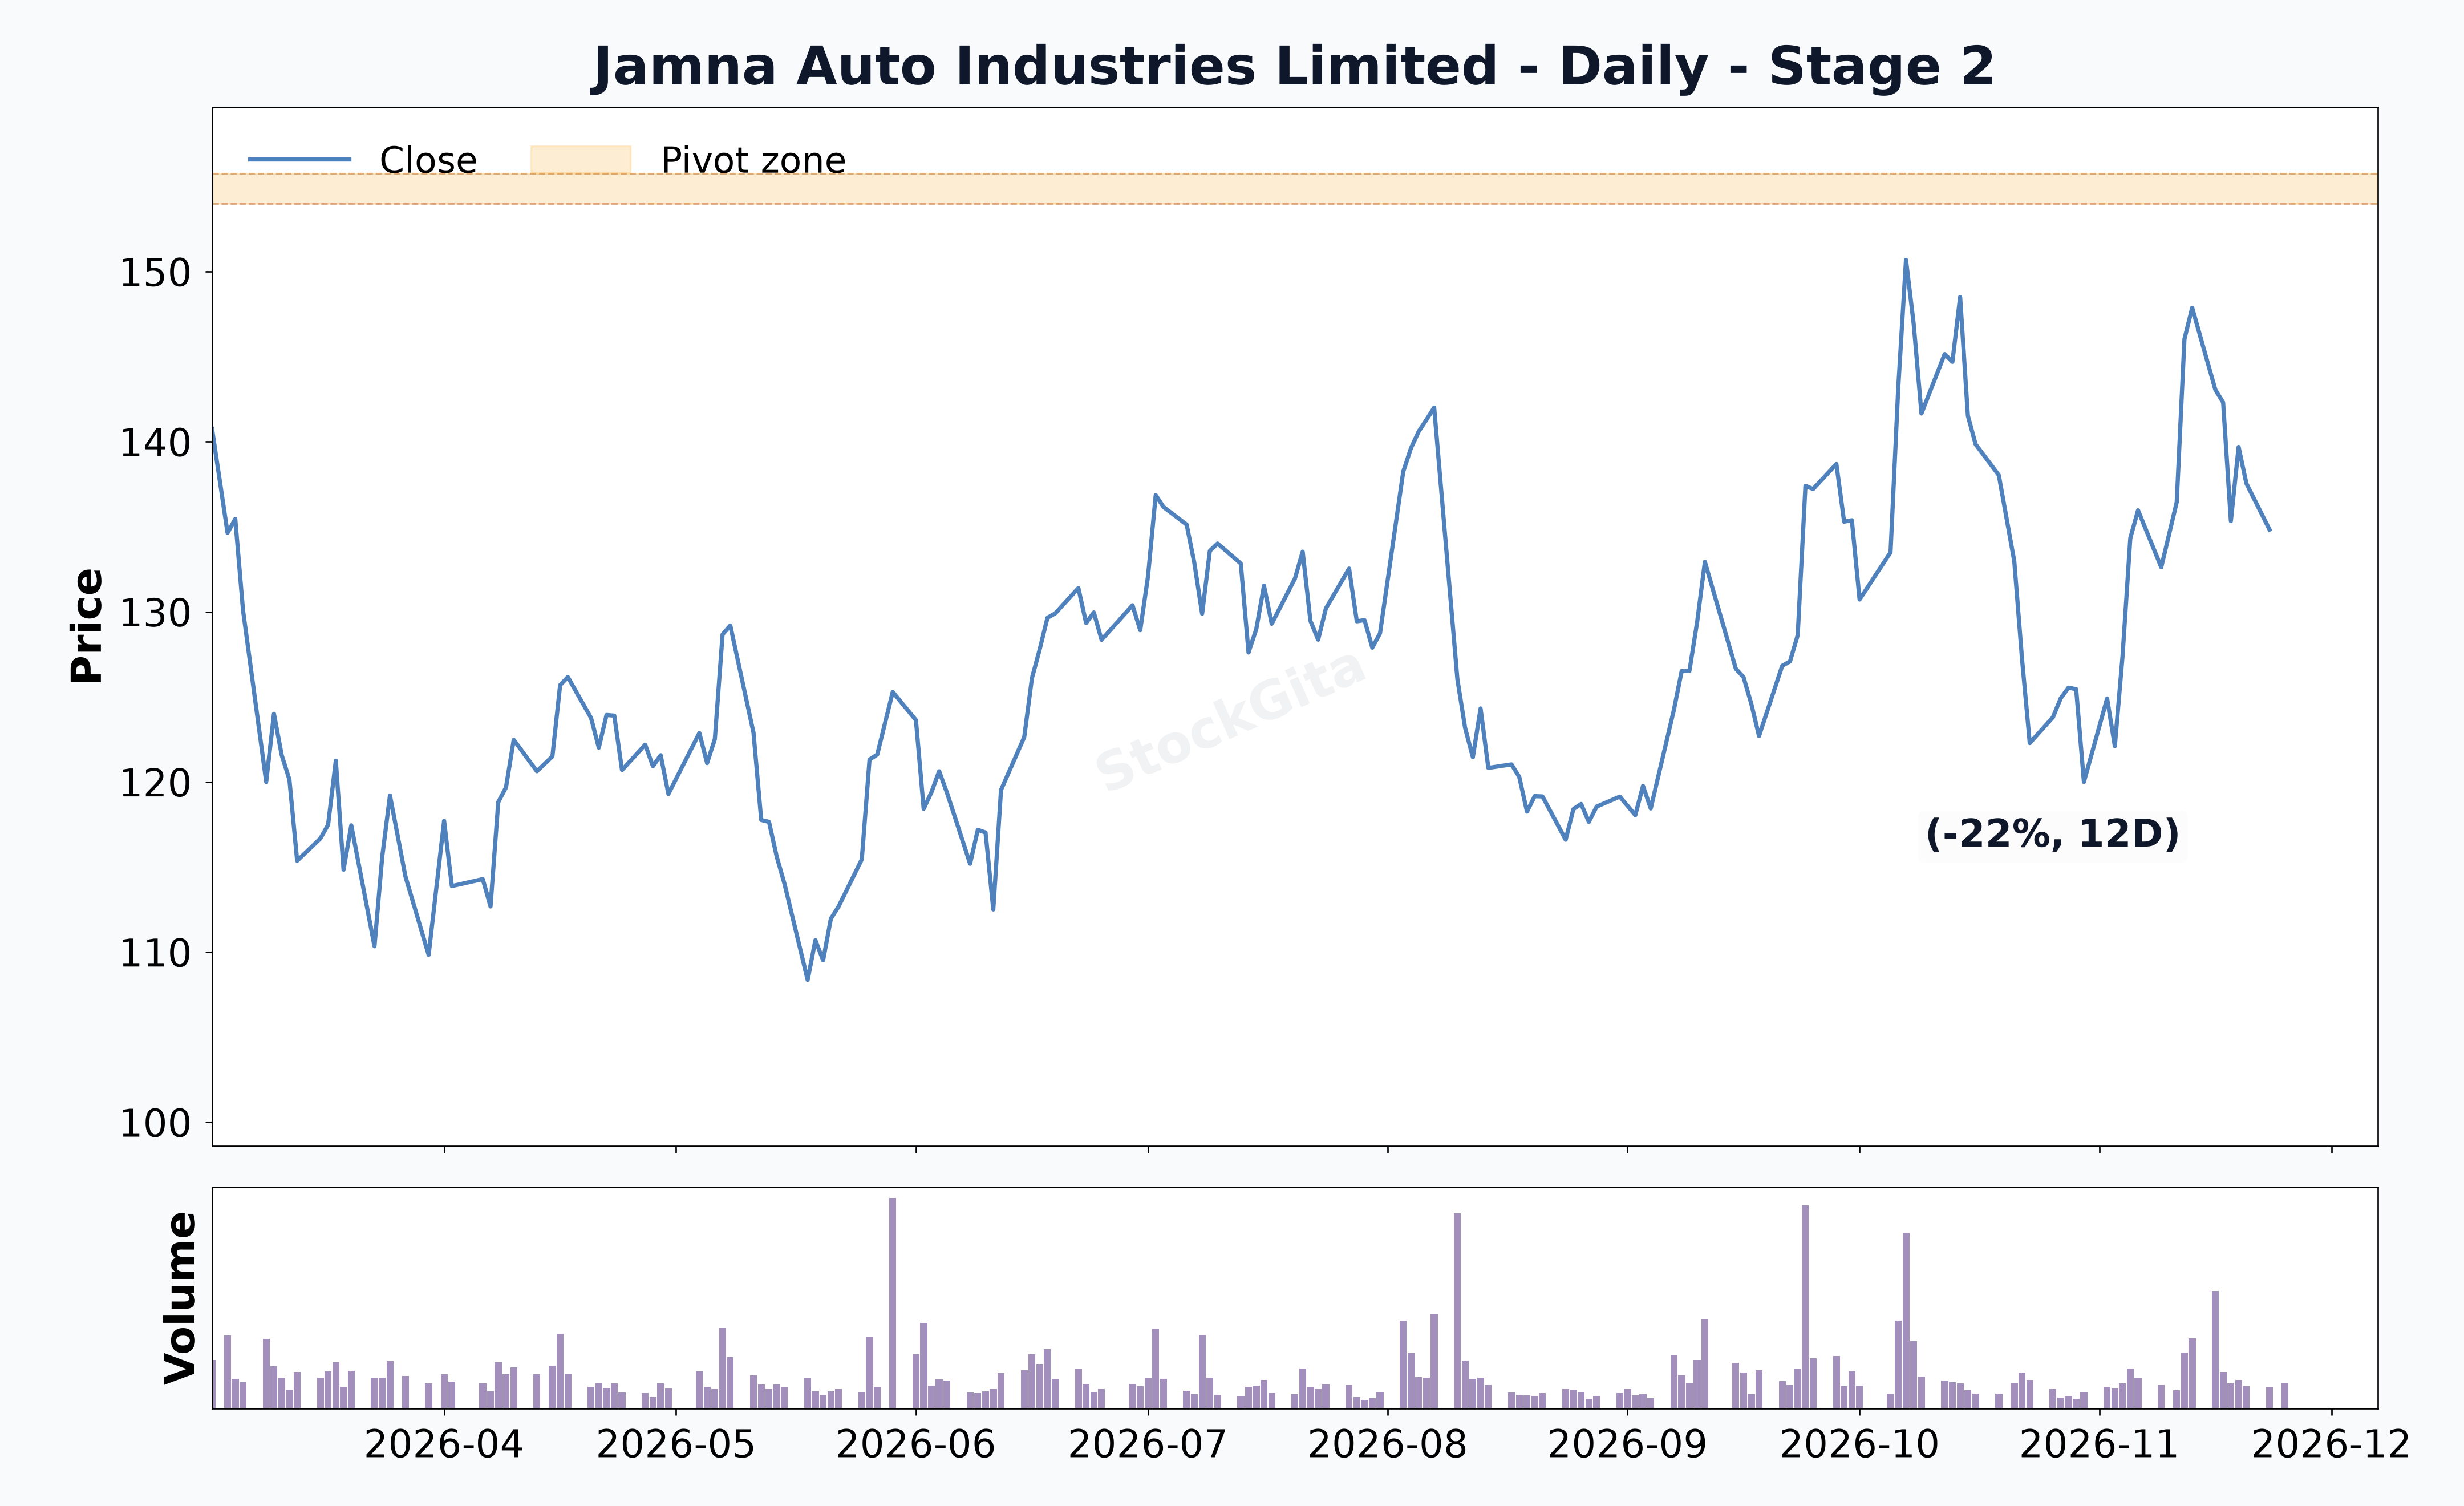 Jamna Auto Industries Limited - Daily - Stage 2
Close
Pivot zone
Price
150
140
130
120
110
100
StockGita
(-22%, 12D)
Volume
2026-04
2026-05
2026-06
2026-07
2026-08
2026-09
2026-10
2026-11
2026-12